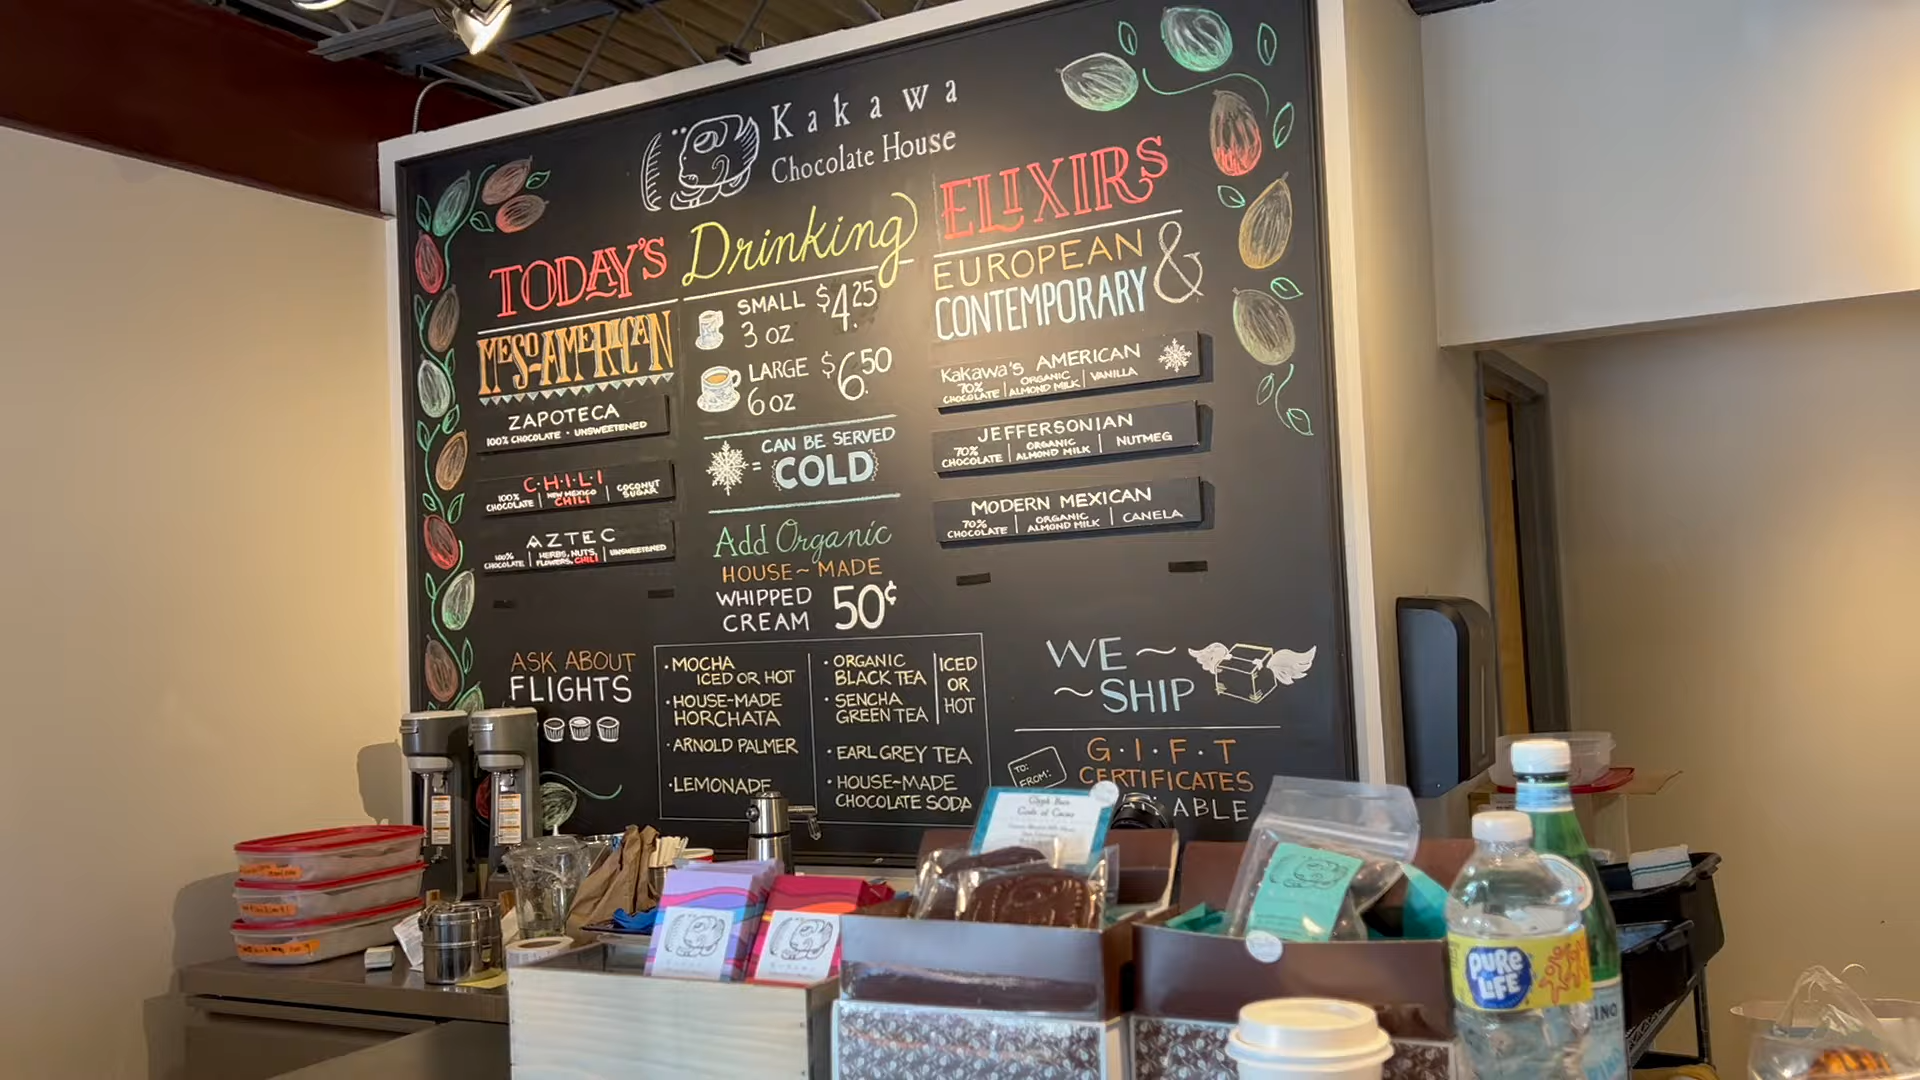 Kakawa
Chocolate House
TODAY'S Drinking ELIXIRS
MESO-AMERICAN
ZAPOTECA
100% CHOCOLATE · UNSWEETENED
C·H·I·L·I
100% CHOCOLATE | NEW MEXICO CHILI | COCONUT SUGAR
AZTEC
100% CHOCOLATE | HERBS, NUTS, FLOWERS, CHILI | UNSWEETENED
SMALL $4.25
3 OZ
LARGE $6.50
6 OZ
= CAN BE SERVED
COLD
Add Organic
HOUSE~MADE
WHIPPED
CREAM 50¢
EUROPEAN &
CONTEMPORARY
KAKAWA'S AMERICAN
70% CHOCOLATE | ORGANIC ALMOND MILK | VANILLA
JEFFERSONIAN
70% CHOCOLATE | ORGANIC ALMOND MILK | NUTMEG
MODERN MEXICAN
70% CHOCOLATE | ORGANIC ALMOND MILK | CANELA
ASK ABOUT
FLIGHTS
· MOCHA
ICED OR HOT
· HOUSE-MADE
HORCHATA
· ARNOLD PALMER
· LEMONADE
· ORGANIC
BLACK TEA
· SENCHA
GREEN TEA
ICED
OR
HOT
· EARL GREY TEA
· HOUSE~MADE
CHOCOLATE SODA
WE~
~SHIP
TO:
FROM:
G·I·F·T
CERTIFICATES
ABLE
Gods of Cacao
PURE
LIFE
INO